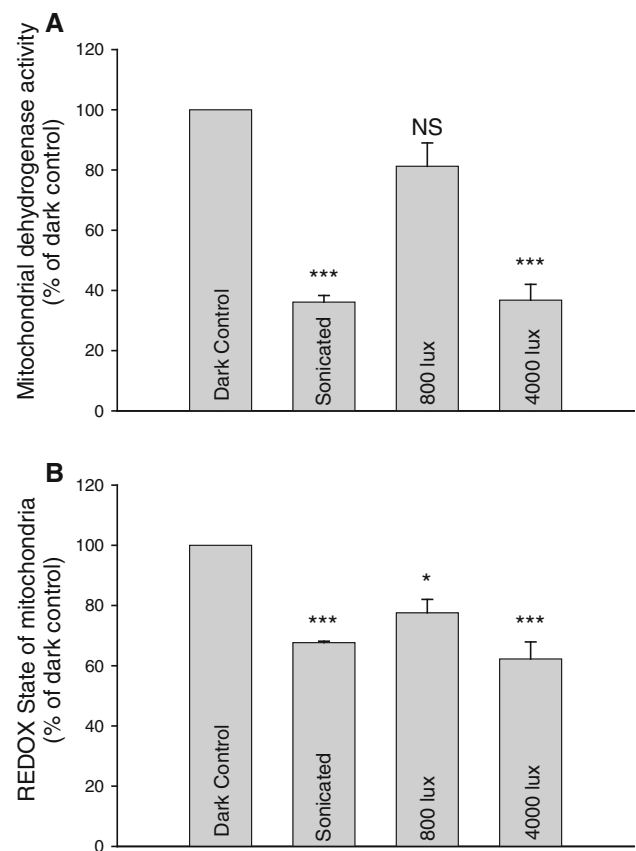 A
Mitochondrial dehydrogenase activity
(% of dark control)
120
100
80
60
40
20
0
Dark Control
***
Sonicated
NS
800 lux
***
4000 lux
B
REDOX State of mitochondria
(% of dark control)
120
100
80
60
40
20
0
Dark Control
***
Sonicated
*
800 lux
***
4000 lux